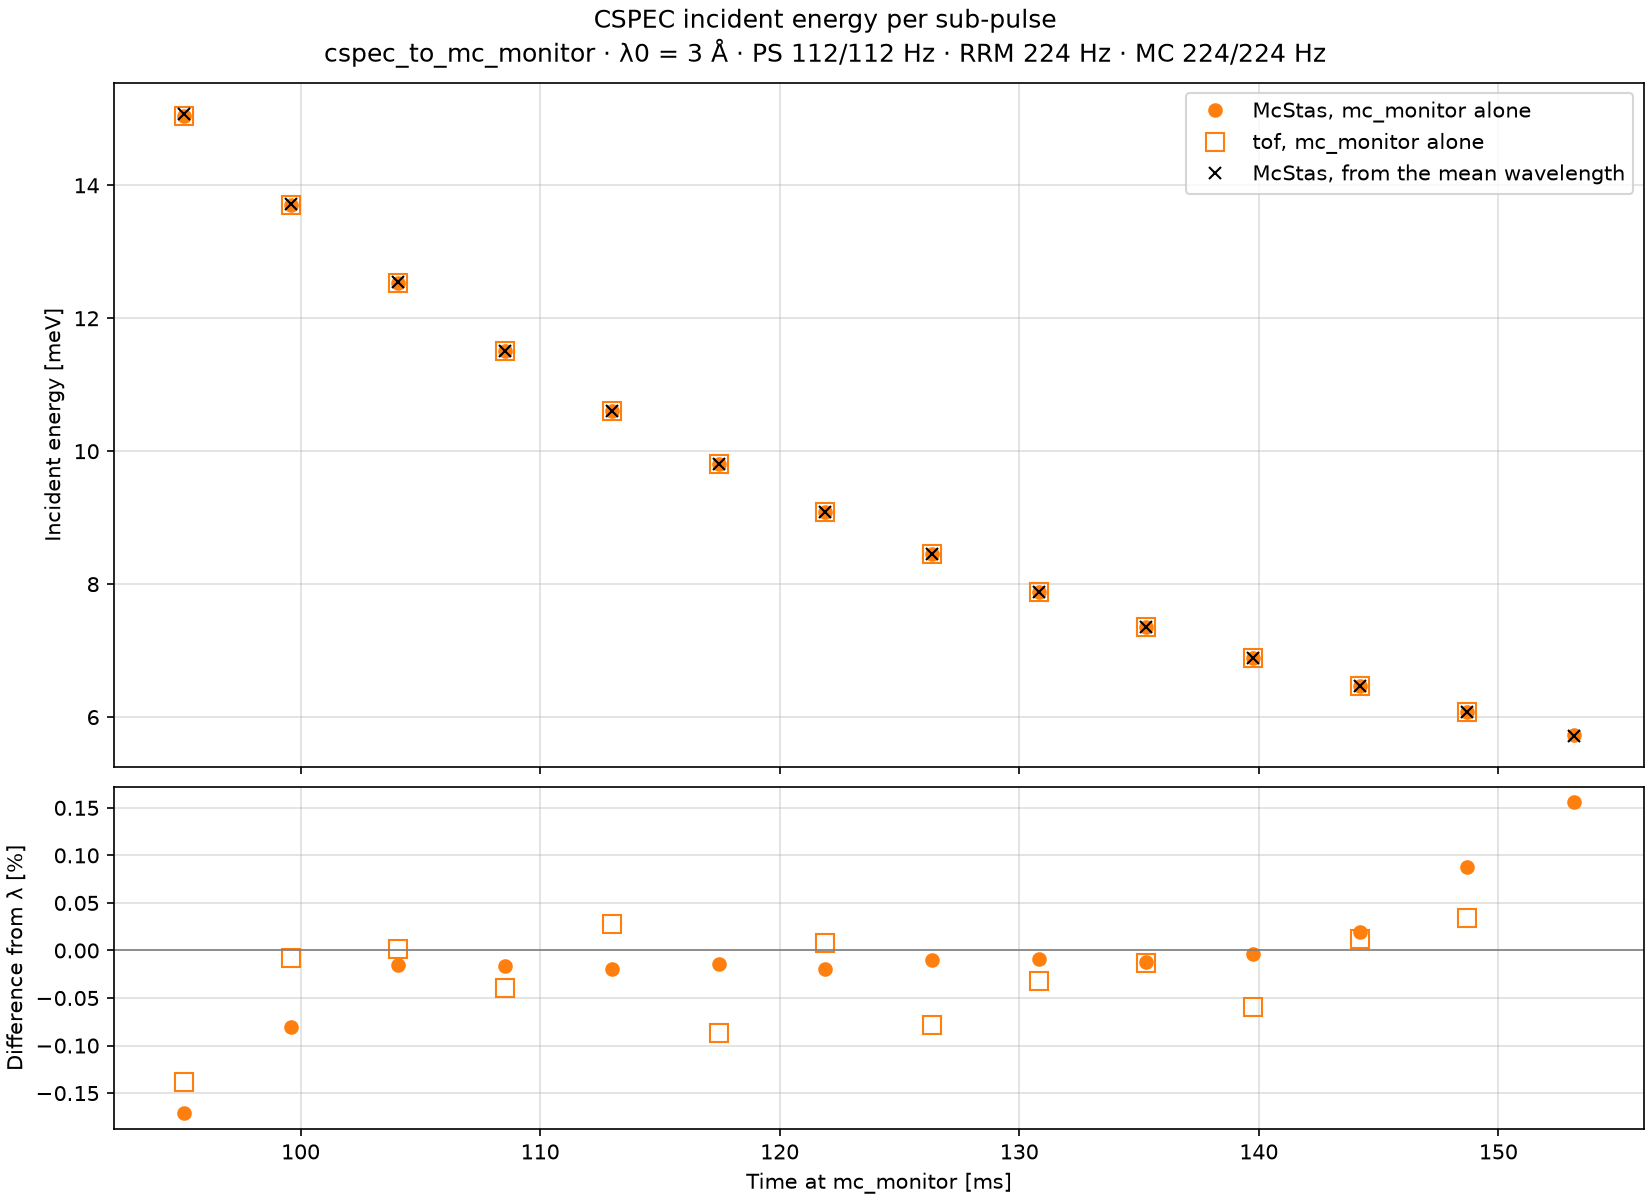 CSPEC incident energy per sub-pulse
cspec_to_mc_monitor · λ0 = 3 Å · PS 112/112 Hz · RRM 224 Hz · MC 224/224 Hz
McStas, mc_monitor alone
tof, mc_monitor alone
McStas, from the mean wavelength
Incident energy [meV]
14
12
10
8
6
Difference from λ [%]
0.15
0.10
0.05
0.00
−0.05
−0.10
−0.15
100
110
120
130
140
150
Time at mc_monitor [ms]